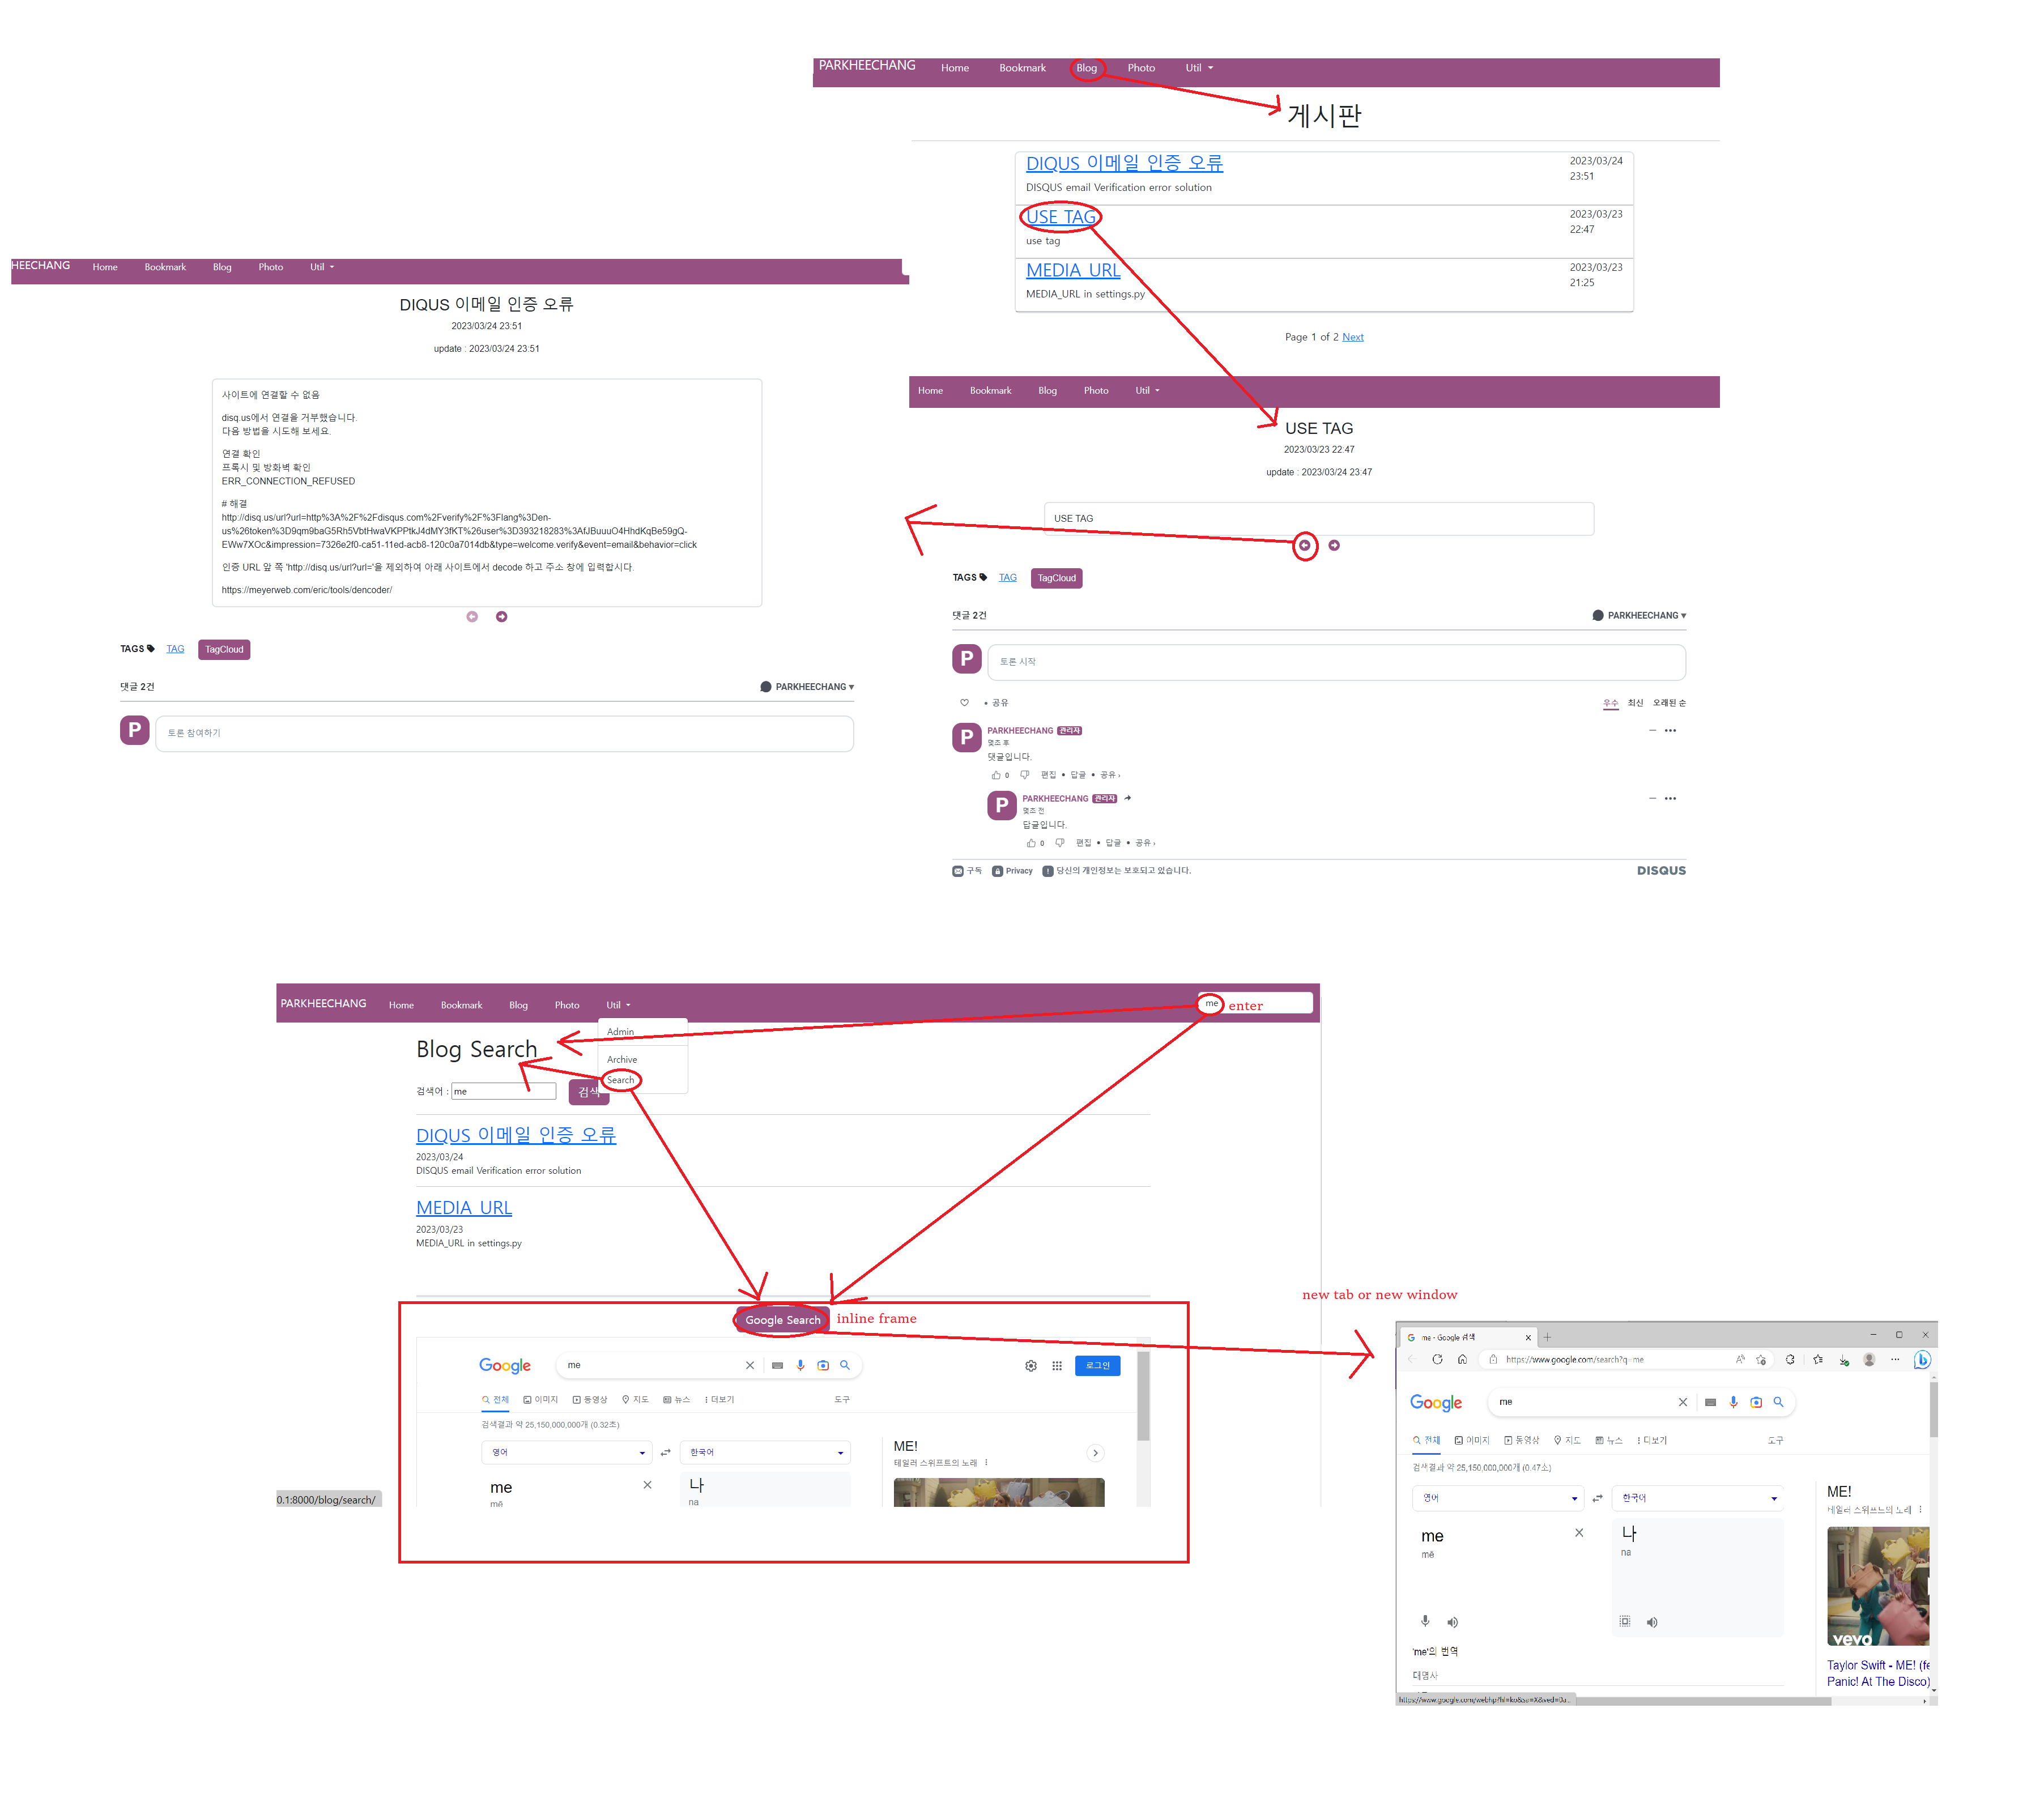 PARKHEECHANG Home Bookmark Blog Photo Util
게시판
DIQUS 이메일 인증 오류 2023/03/24
23:51
DISQUS email Verification error solution
USE TAG 2023/03/23
22:47
use tag
MEDIA URL 2023/03/23
21:25
MEDIA_URL in settings.py
Page 1 of 2 Next
HEECHANG Home Bookmark Blog Photo Util
DIQUS 이메일 인증 오류
2023/03/24 23:51
update : 2023/03/24 23:51
사이트에 연결할 수 없음
disq.us에서 연결을 거부했습니다.
다음 방법을 시도해 보세요.
연결 확인
프록시 및 방화벽 확인
ERR_CONNECTION_REFUSED
# 해결
http://disq.us/url?url=http%3A%2F%2Fdisqus.com%2Fverify%2F%3Flang%3Den-
us%26token%3D9qm9baG5Rh5VbtHwaVKPPtkJ4dMY3fKT%26user%3D393218283%3AfJBuuuO4HhdKqBe59gQ-
EWw7XOc&impression=7326e2f0-ca51-11ed-acb8-120c0a7014db&type=welcome.verify&event=email&behavior=click
인증 URL 앞 쪽 'http://disq.us/url?url='을 제외하여 아래 사이트에서 decode 하고 주소 창에 입력합시다.
https://meyerweb.com/eric/tools/dencoder/
TAGS TAG TagCloud
댓글 2건 PARKHEECHANG
P 토론 참여하기
Home Bookmark Blog Photo Util
USE TAG
2023/03/23 22:47
update : 2023/03/24 23:47
USE TAG
TAGS TAG TagCloud
댓글 2건 PARKHEECHANG
P 토론 시작
• 공유 우수 최신 오래된 순
P PARKHEECHANG 관리자
몇초 후
댓글입니다.
0 편집 • 답글 • 공유 ›
P PARKHEECHANG 관리자
몇초 전
답글입니다.
0 편집 • 답글 • 공유 ›
구독 Privacy 당신의 개인정보는 보호되고 있습니다. DISQUS
PARKHEECHANG Home Bookmark Blog Photo Util me enter
Admin
Archive
Search
Blog Search
검색어 : me 검색
DIQUS 이메일 인증 오류
2023/03/24
DISQUS email Verification error solution
MEDIA URL
2023/03/23
MEDIA_URL in settings.py
Google Search inline frame
Google me 로그인
전체 이미지 동영상 지도 뉴스 더보기 도구
검색결과 약 25,150,000,000개 (0.32초)
영어 한국어
me 나
mē na
ME!
테일러 스위프트의 노래
0.1:8000/blog/search/
new tab or new window
me - Google 검색
https://www.google.com/search?q=me
Google me
전체 이미지 동영상 지도 뉴스 더보기 도구
검색결과 약 25,150,000,000개 (0.47초)
영어 한국어
me 나
mē na
'me'의 번역
대명사
ME!
테일러 스위프트의 노래
vevo
Taylor Swift - ME! (fe
Panic! At The Disco)
https://www.google.com/webhp?hl=ko&sa=X&ved=0a...